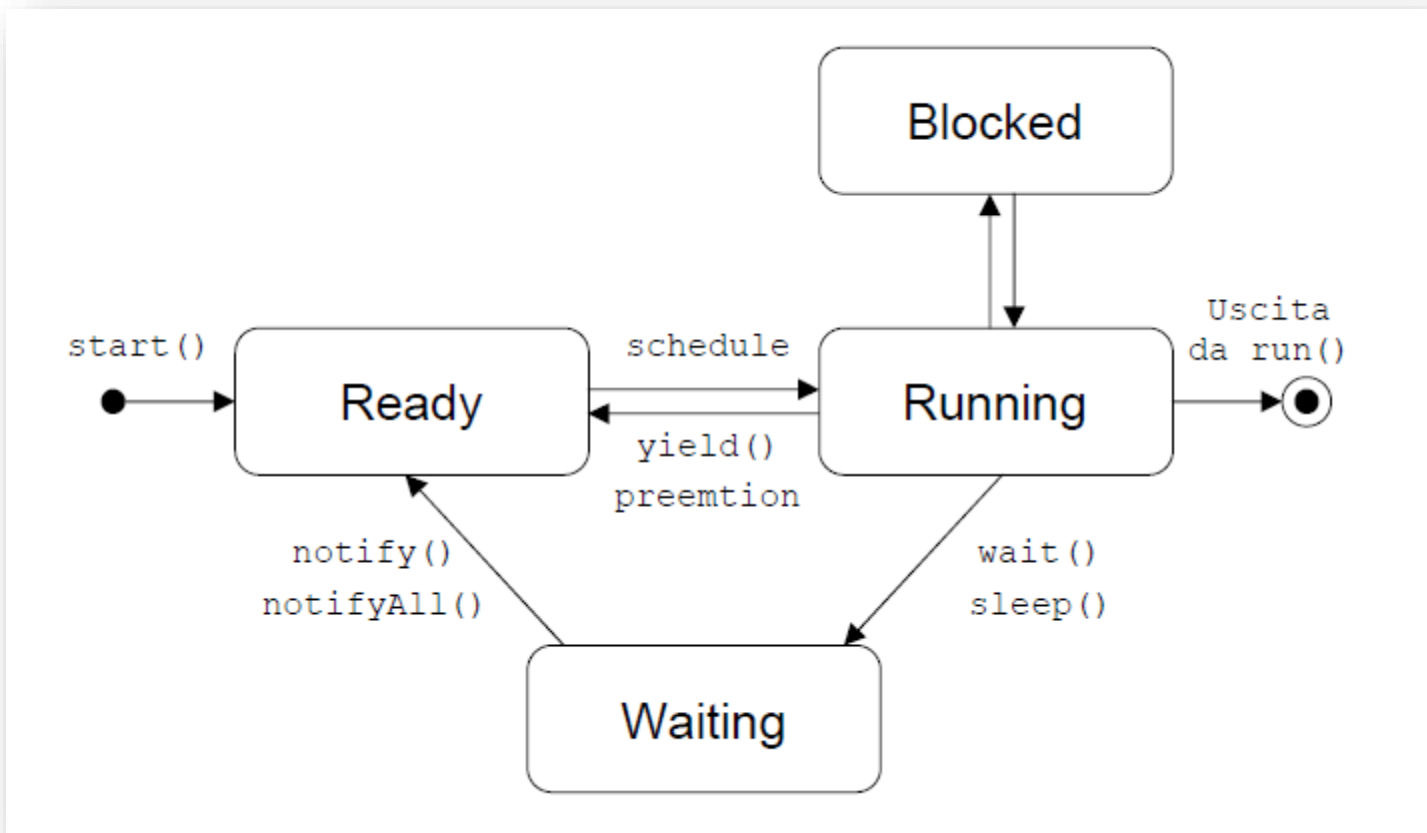 Blocked
Uscita
da run()
start()
schedule
Ready
Running
yield()
preemtion
notify()
notifyAll()
wait()
sleep()
Waiting